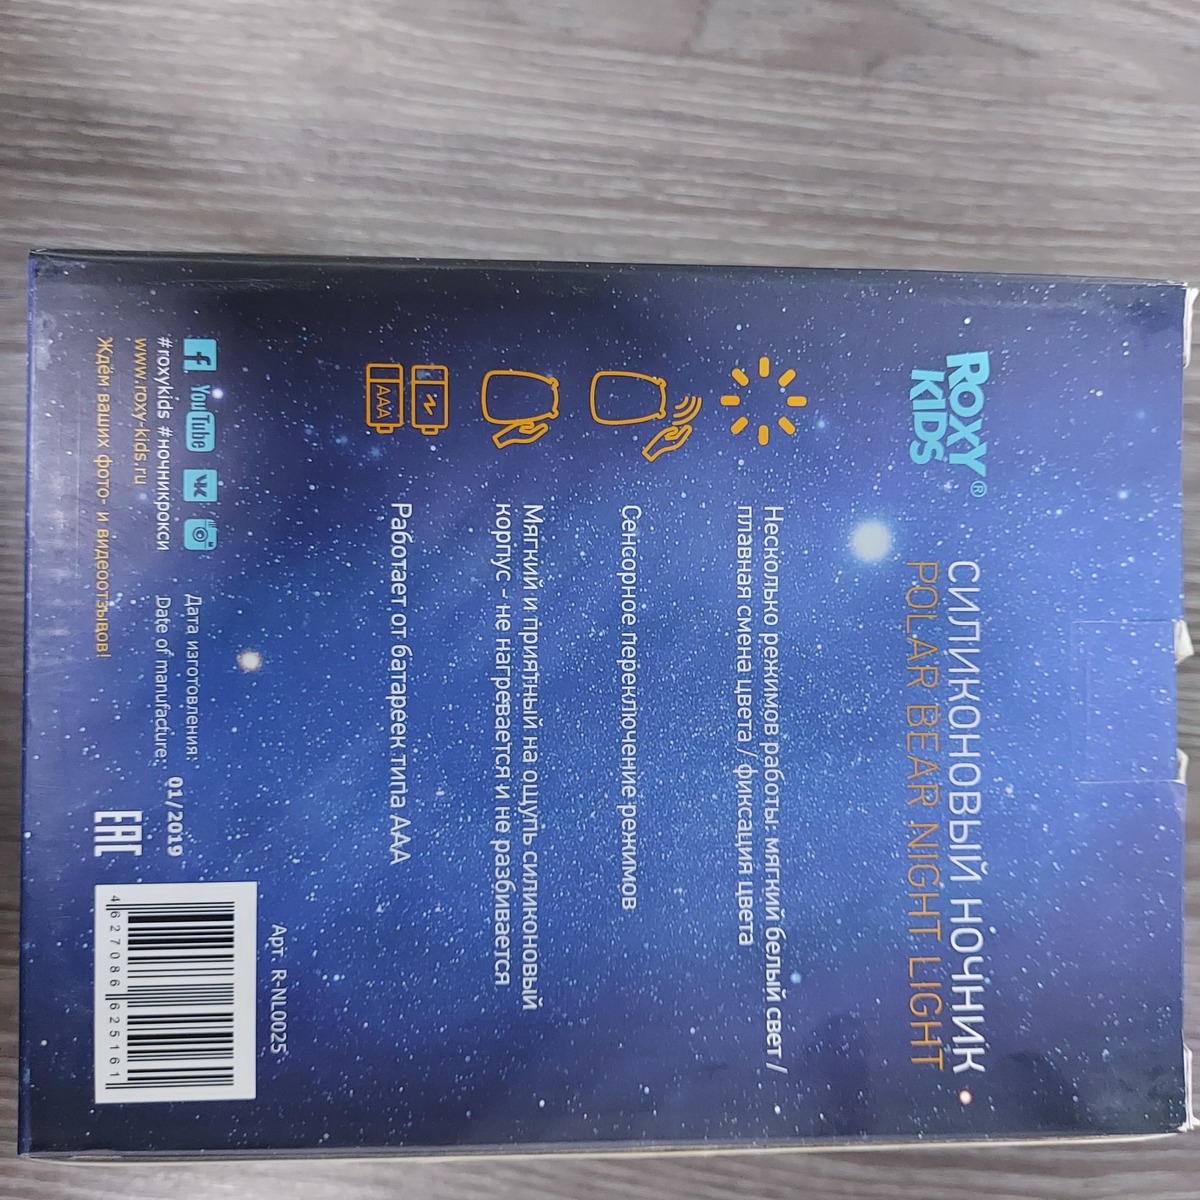 ROXY®
KIDS
СИЛИКОНОВЫЙ НОЧНИК
POLAR BEAR NIGHT LIGHT
Несколько режимов работы: мягкий белый свет /
плавная смена цвета / фиксация цвета
Сенсорное переключение режимов
Мягкий и приятный на ощупь силиконовый
корпус - не нагревается и не разбивается
AAA
Работает от батареек типа ААА
f YouTube VK
#roxykids #ночникрокси
www.roxy-kids.ru
Ждём ваших фото- и видеоотзывов!
Дата изготовления:
Date of manufacture:
01/2019
EAC
Арт. R-NL0025
4 627086 625161